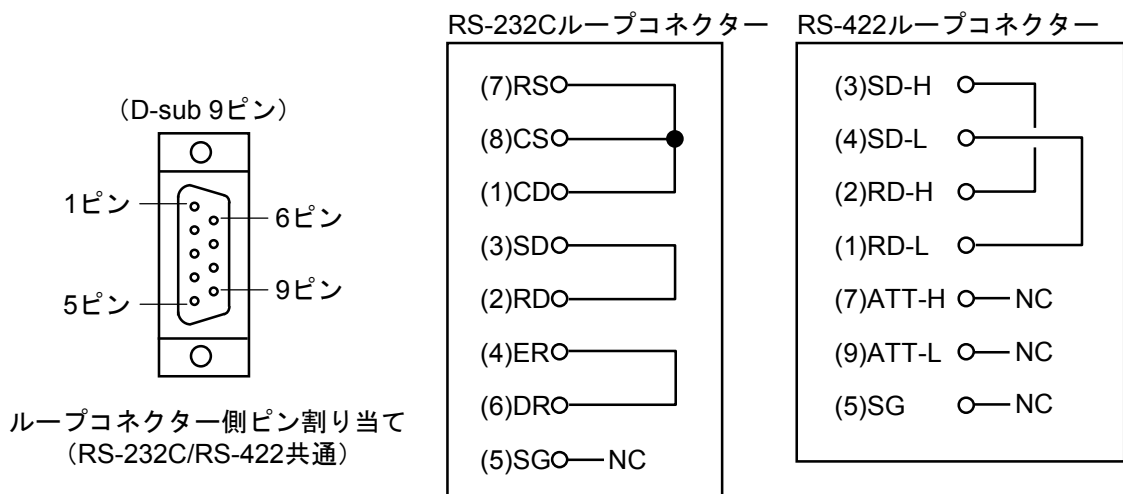 （D-sub 9ピン）
1ピン
6ピン
5ピン
9ピン
ループコネクター側ピン割り当て
（RS-232C/RS-422共通）
RS-232Cループコネクター
(7)RS
(8)CS
(1)CD
(3)SD
(2)RD
(4)ER
(6)DR
(5)SG NC
RS-422ループコネクター
(3)SD-H
(4)SD-L
(2)RD-H
(1)RD-L
(7)ATT-H NC
(9)ATT-L NC
(5)SG NC